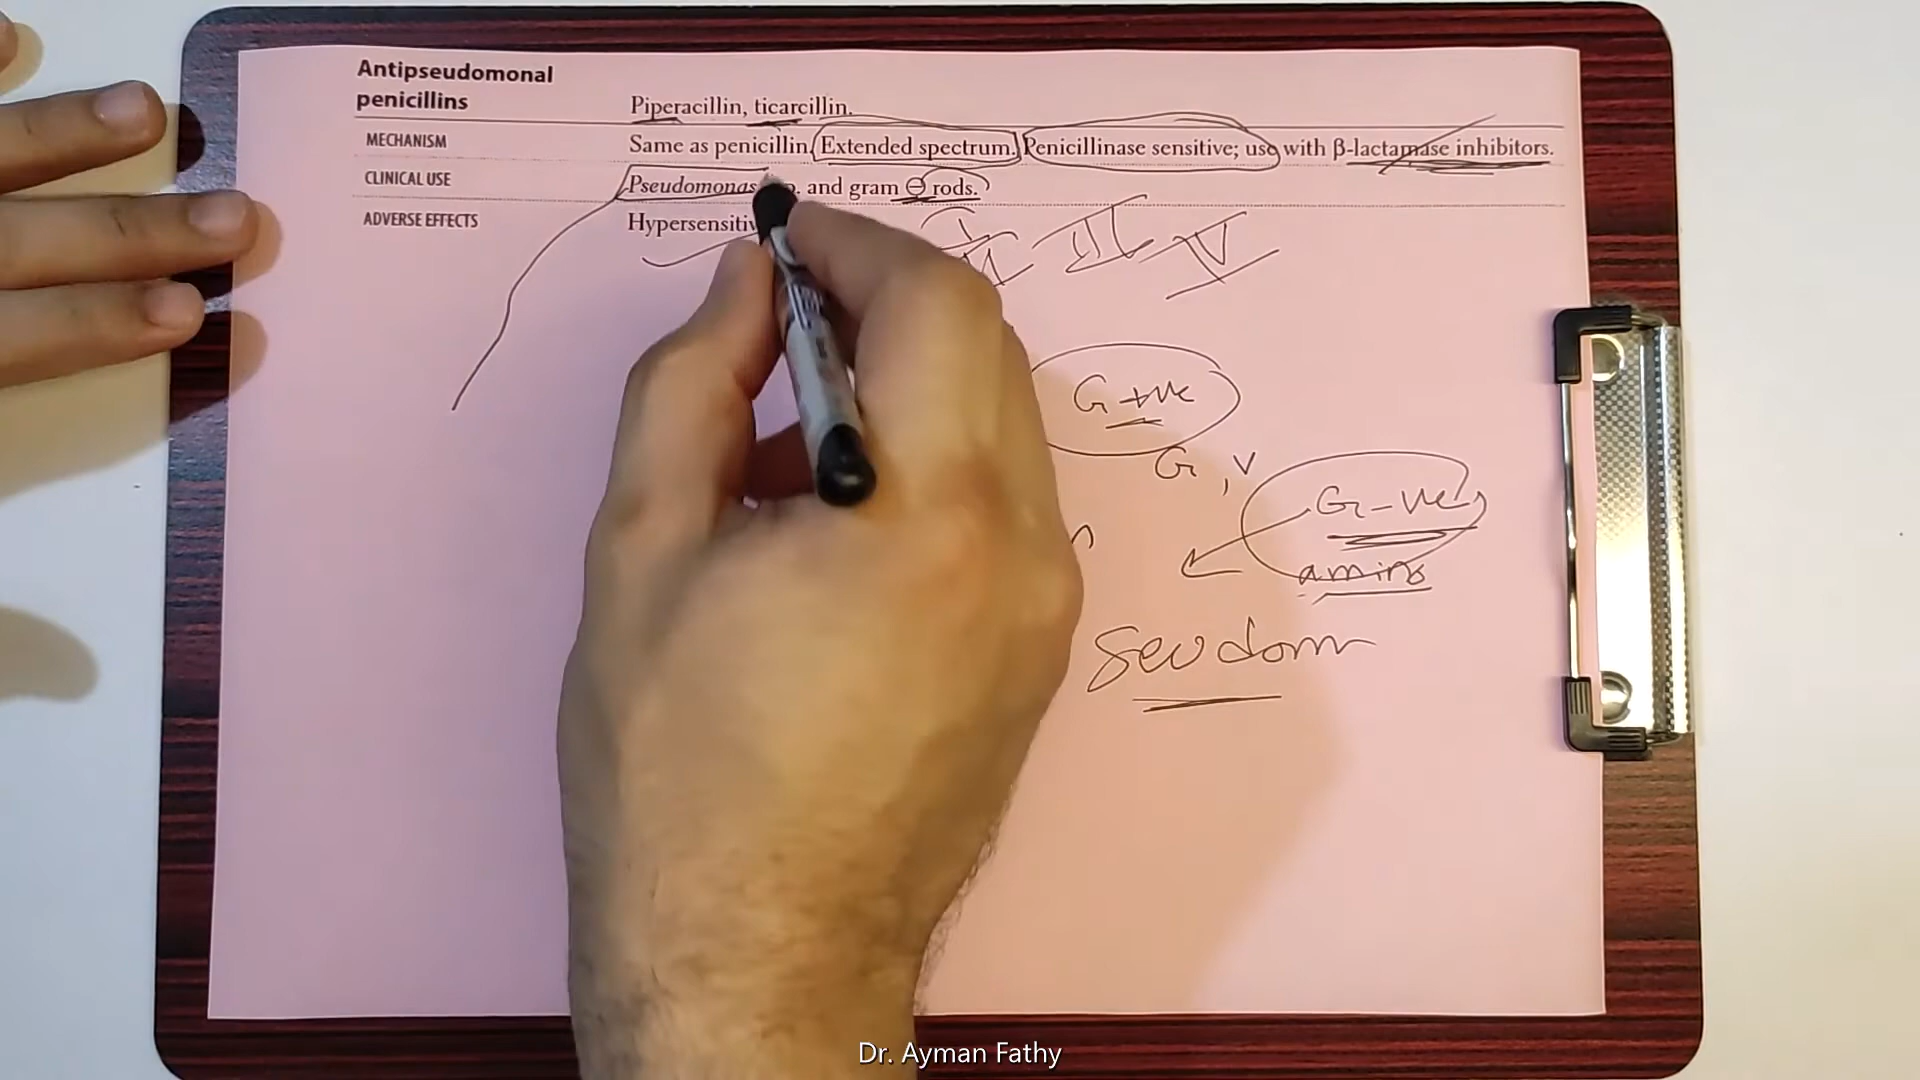 Antipseudomonal
penicillins
Piperacillin, ticarcillin.
MECHANISM
Same as penicillin. Extended spectrum. Penicillinase sensitive; use with β-lactamase inhibitors.
CLINICAL USE
Pseudomonas and gram ⊖ rods.
ADVERSE EFFECTS
G +ve
G , V
G -ve
amino
seudom
Dr. Ayman Fathy